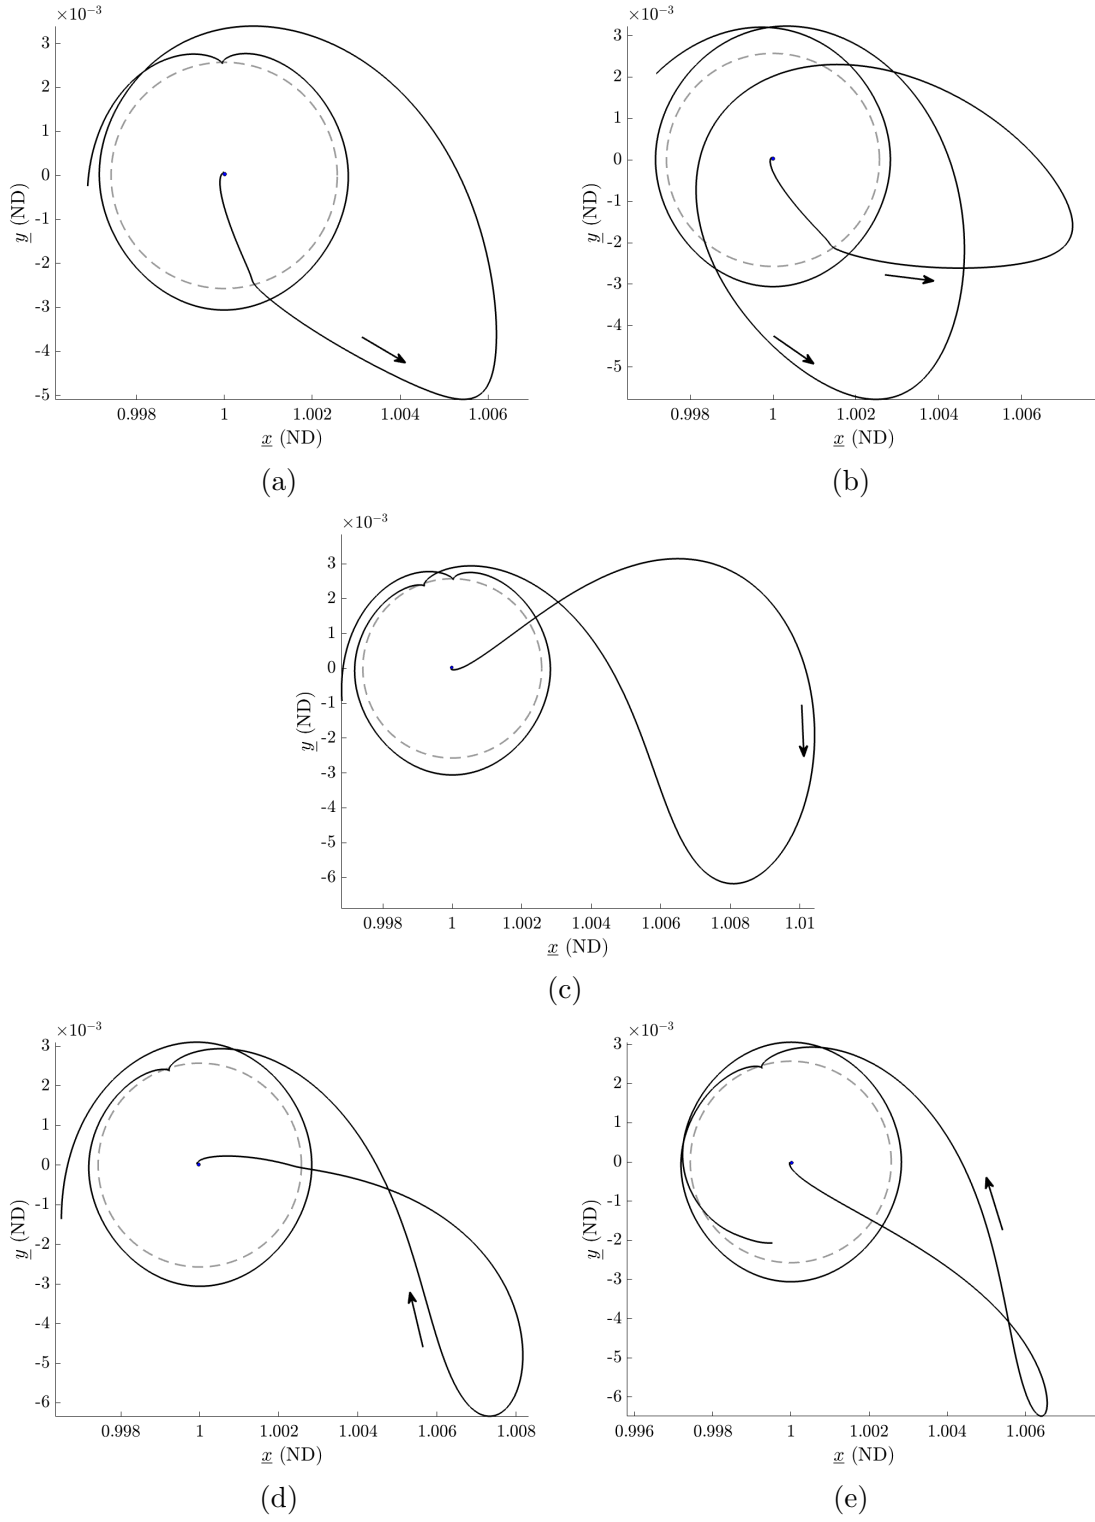 ×10⁻³
3
2
1
0
-1
-2
-3
-4
-5
y (ND)
0.998 1 1.002 1.004 1.006
x (ND)
(a)
×10⁻³
3
2
1
0
-1
-2
-3
-4
-5
y (ND)
0.998 1 1.002 1.004 1.006
x (ND)
(b)
×10⁻³
3
2
1
0
-1
-2
-3
-4
-5
-6
y (ND)
0.998 1 1.002 1.004 1.006 1.008 1.01
x (ND)
(c)
×10⁻³
3
2
1
0
-1
-2
-3
-4
-5
-6
y (ND)
0.998 1 1.002 1.004 1.006 1.008
x (ND)
(d)
×10⁻³
3
2
1
0
-1
-2
-3
-4
-5
-6
y (ND)
0.996 0.998 1 1.002 1.004 1.006
x (ND)
(e)